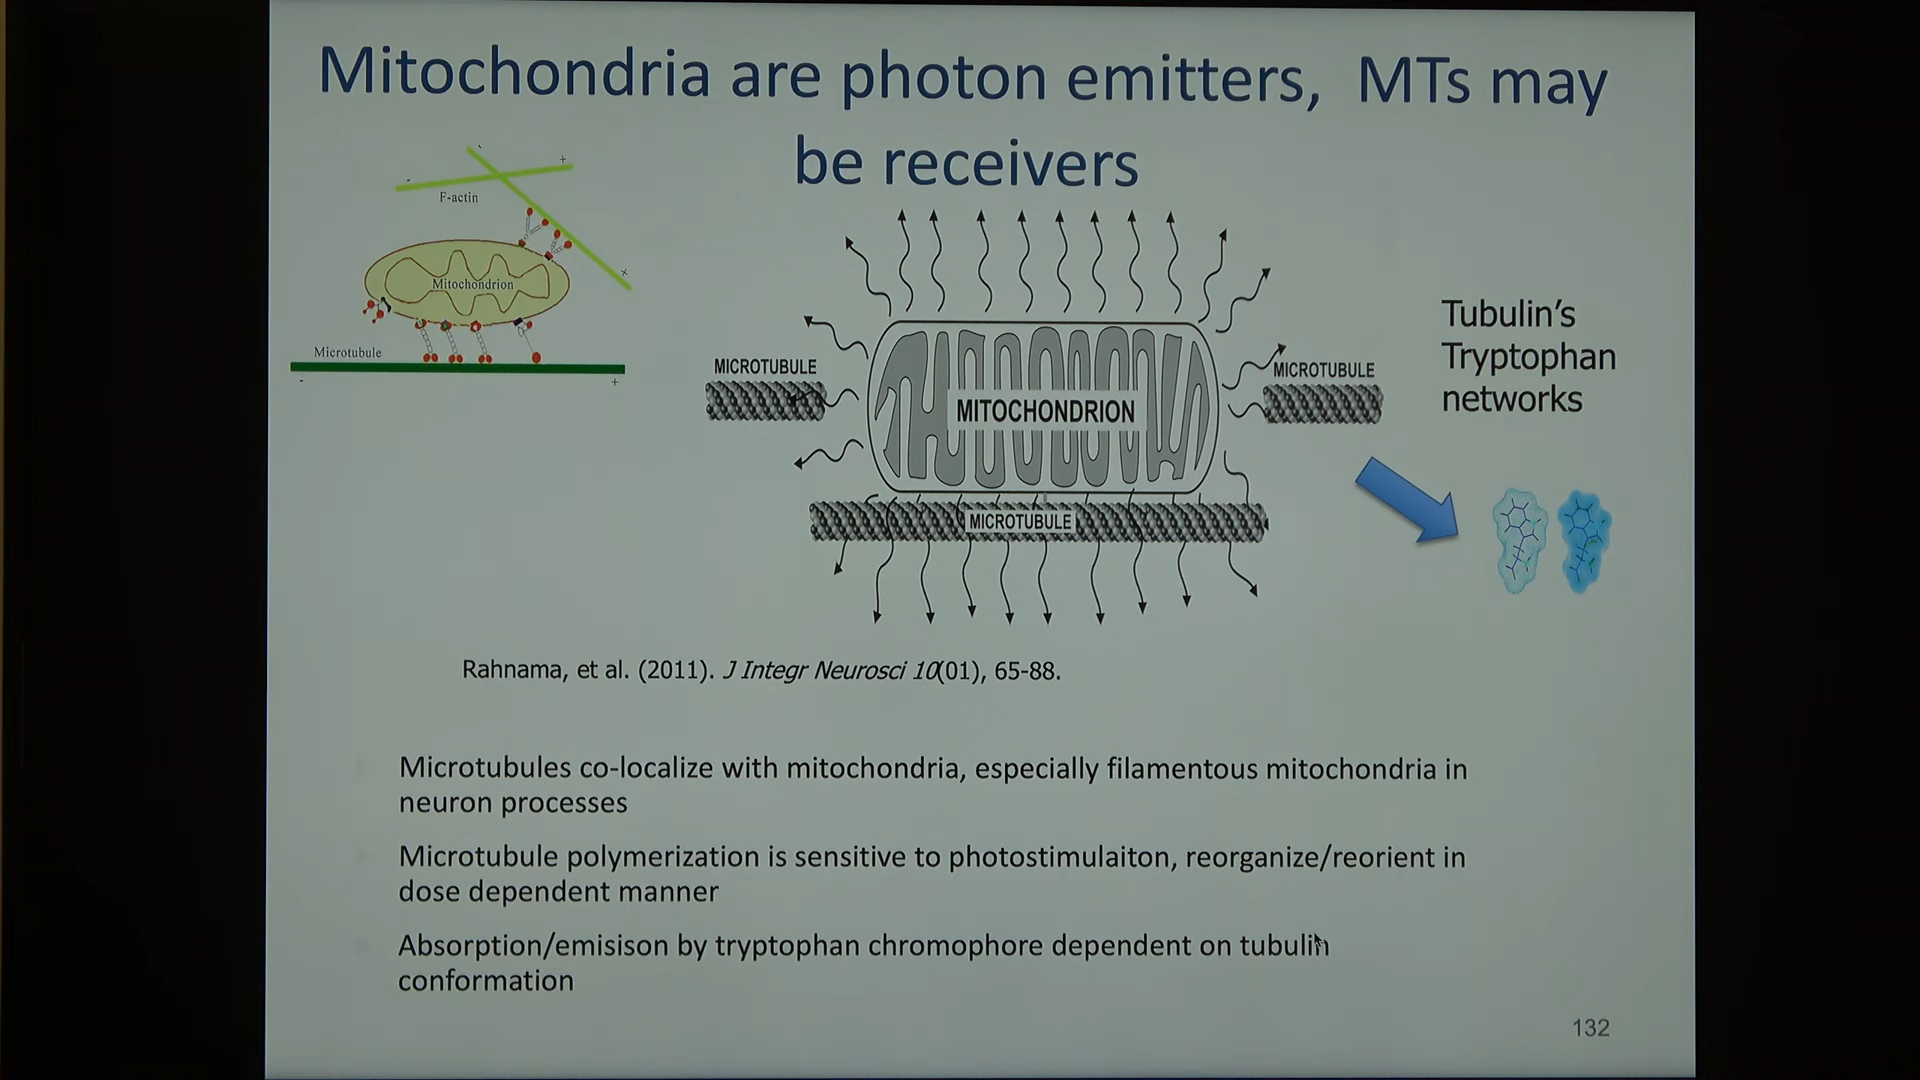 Mitochondria are photon emitters, MTs may
be receivers
- +
- F-actin
+
Mitochondrion
Microtubule
- +
MICROTUBULE
MITOCHONDRION
MICROTUBULE
MICROTUBULE
Tubulin's
Tryptophan
networks
Rahnama, et al. (2011). J Integr Neurosci 10(01), 65-88.
Microtubules co-localize with mitochondria, especially filamentous mitochondria in
neuron processes
Microtubule polymerization is sensitive to photostimulaiton, reorganize/reorient in
dose dependent manner
Absorption/emisison by tryptophan chromophore dependent on tubulin
conformation
132